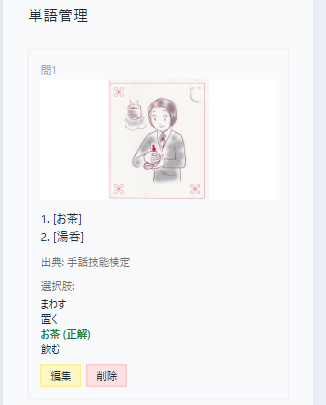 単語管理
問1
1. [お茶]
2. [湯呑]
出典: 手話技能検定
選択肢:
まわす
置く
お茶 (正解)
飲む
編集
削除